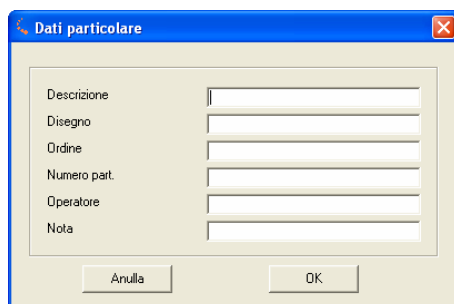 Dati particolare
Descrizione
Disegno
Ordine
Numero part.
Operatore
Nota
Anulla OK